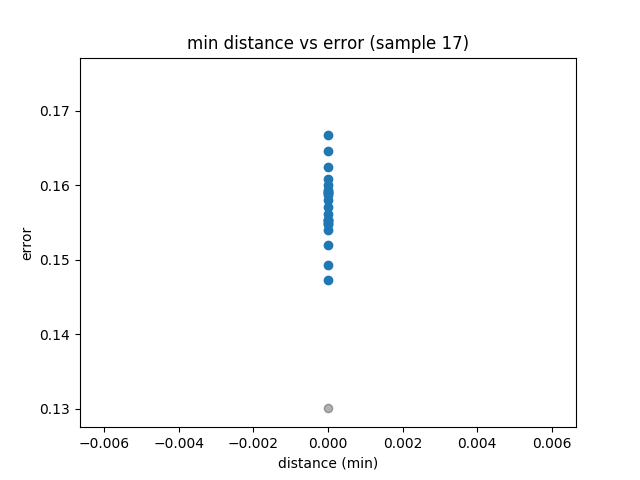 min distance vs error (sample 17)
0.17
0.16
0.15
0.14
0.13
error
−0.006 −0.004 −0.002 0.000 0.002 0.004 0.006
distance (min)